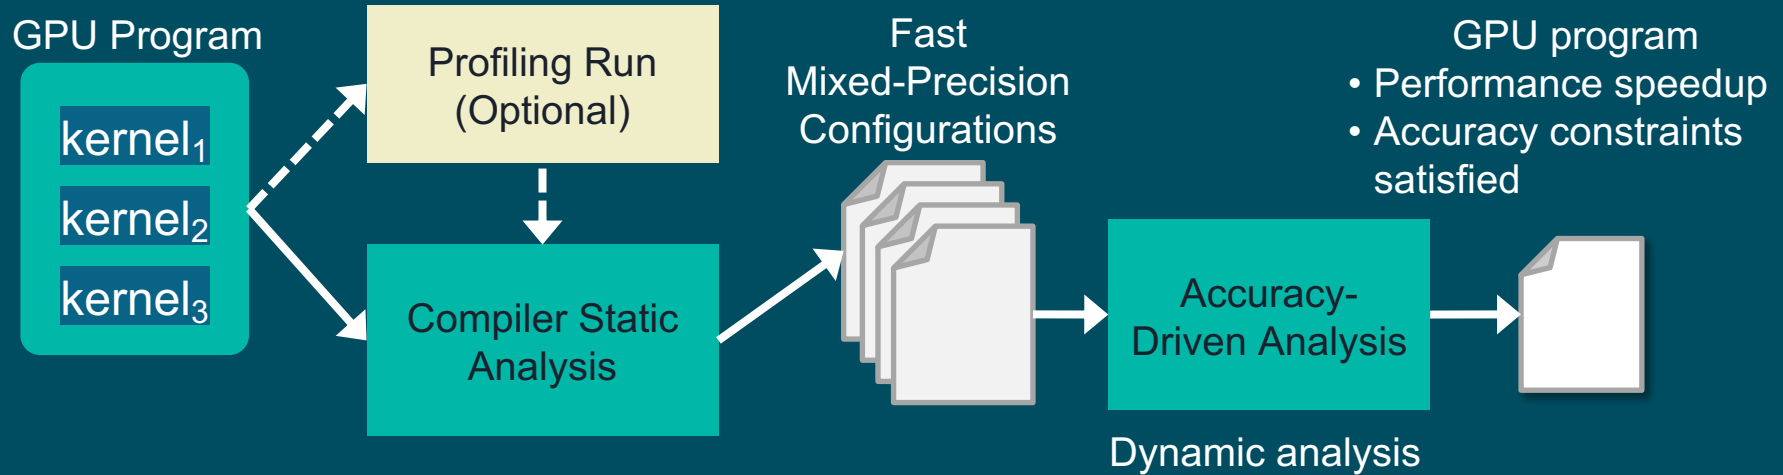 GPU Program
kernel₁
kernel₂
kernel₃
Profiling Run
(Optional)
Compiler Static
Analysis
Fast
Mixed-Precision
Configurations
Accuracy-
Driven Analysis
Dynamic analysis
GPU program
• Performance speedup
• Accuracy constraints
satisfied